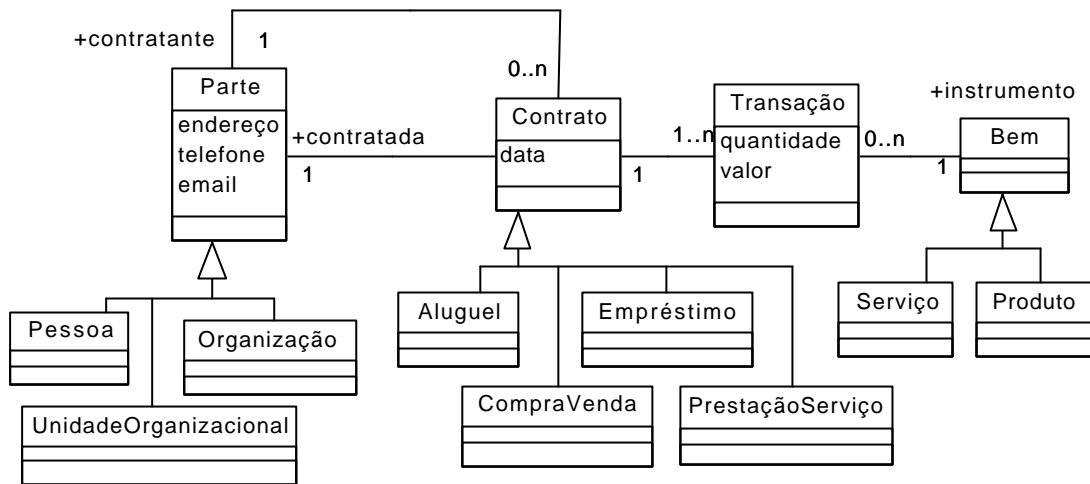 +contratante
1
0..n
Parte
endereço
telefone
email
+contratada
1
Contrato
data
1
1..n
Transação
quantidade
valor
0..n
+instrumento
1
Bem
Pessoa
Organização
UnidadeOrganizacional
Aluguel
Empréstimo
CompraVenda
PrestaçãoServiço
Serviço
Produto